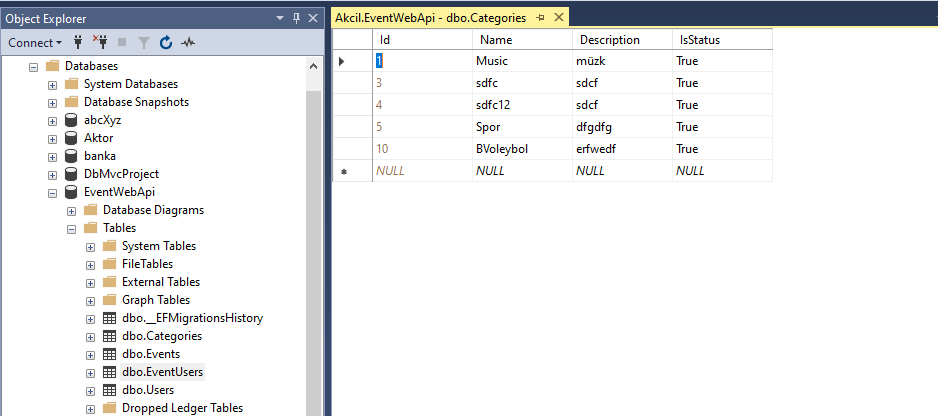 Object Explorer
Connect
Databases
System Databases
Database Snapshots
abcXyz
Aktor
banka
DbMvcProject
EventWebApi
Database Diagrams
Tables
System Tables
FileTables
External Tables
Graph Tables
dbo.__EFMigrationsHistory
dbo.Categories
dbo.Events
dbo.EventUsers
dbo.Users
Dropped Ledger Tables
Akcil.EventWebApi - dbo.Categories
Id Name Description IsStatus
1 Music müzk True
3 sdfc sdcf True
4 sdfc12 sdcf True
5 Spor dfgdfg True
10 BVoleybol erfwedf True
NULL NULL NULL NULL